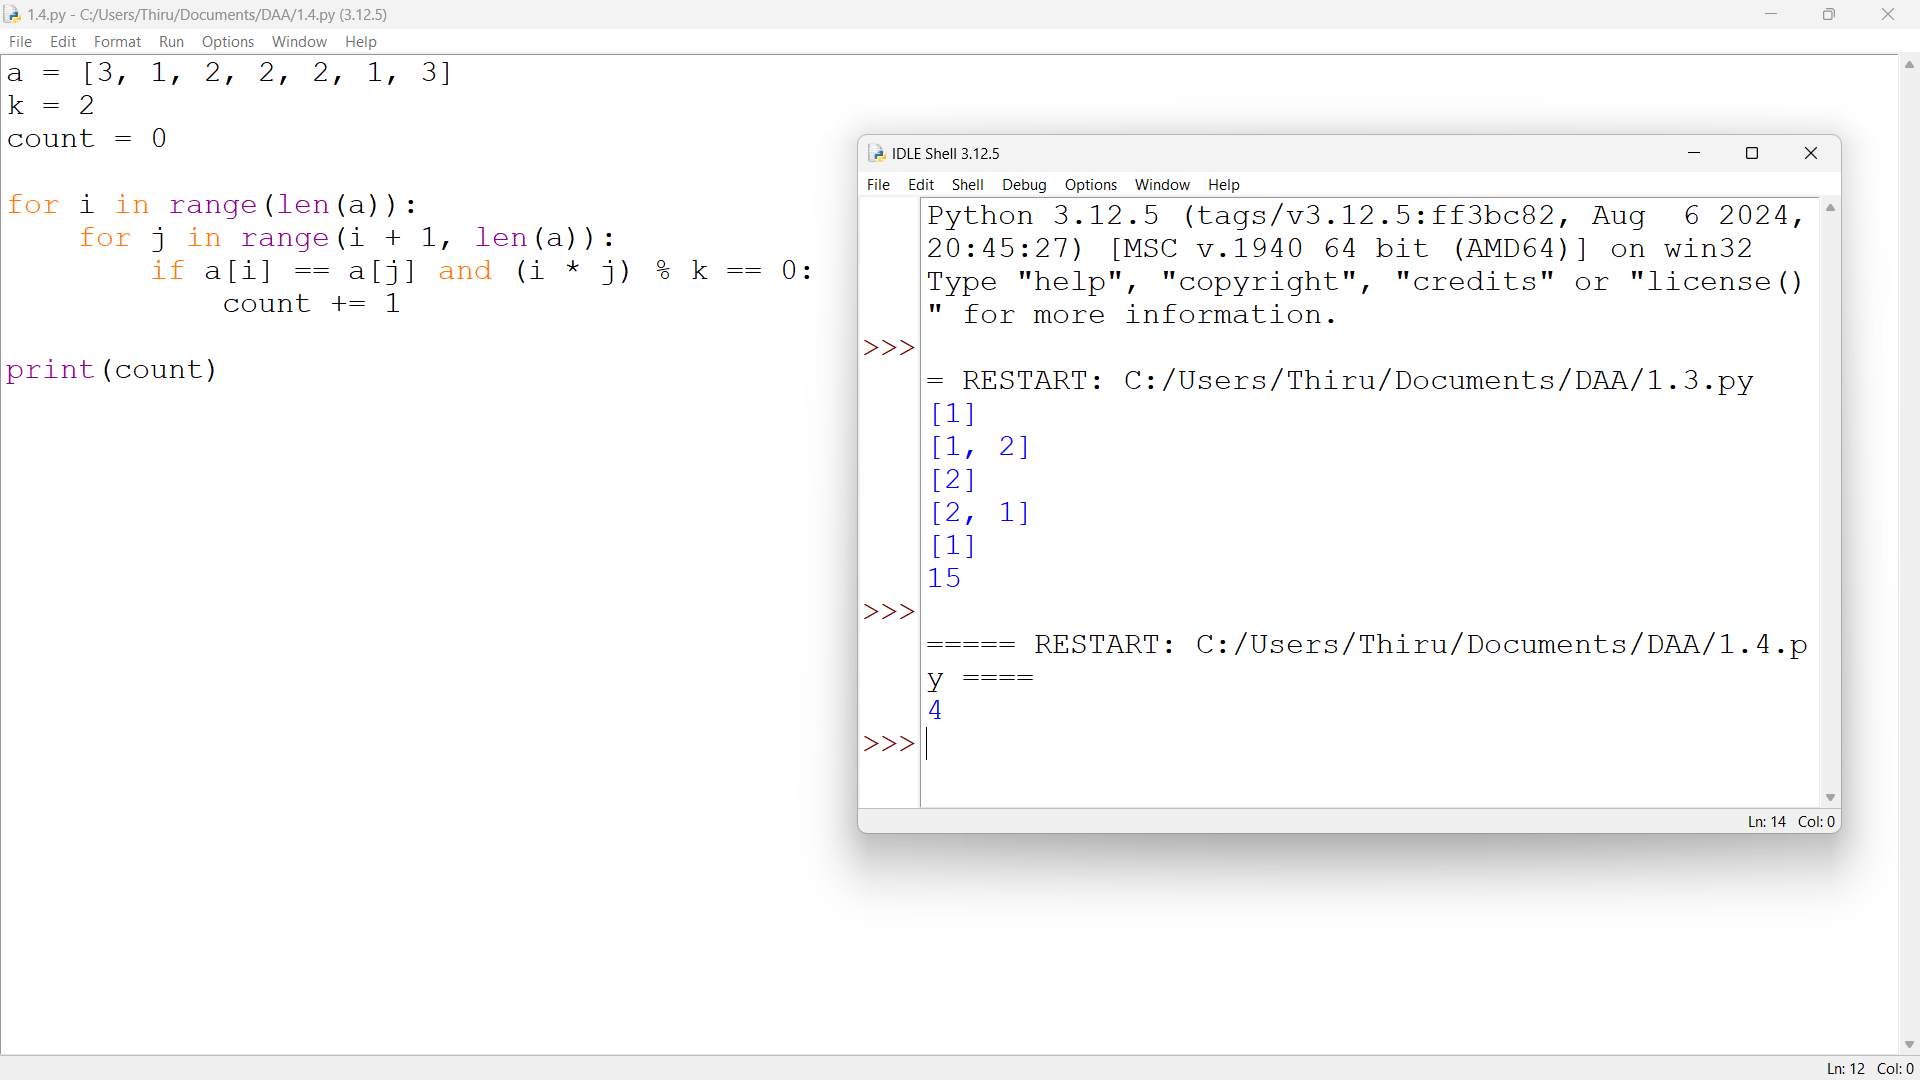 1.4.py - C:/Users/Thiru/Documents/DAA/1.4.py (3.12.5)
File Edit Format Run Options Window Help
a = [3, 1, 2, 2, 2, 1, 3]
k = 2
count = 0
for i in range(len(a)):
    for j in range(i + 1, len(a)):
        if a[i] == a[j] and (i * j) % k == 0:
            count += 1
print(count)
IDLE Shell 3.12.5
File Edit Shell Debug Options Window Help
Python 3.12.5 (tags/v3.12.5:ff3bc82, Aug  6 2024,
20:45:27) [MSC v.1940 64 bit (AMD64)] on win32
Type "help", "copyright", "credits" or "license()
" for more information.
>>>
= RESTART: C:/Users/Thiru/Documents/DAA/1.3.py
[1]
[1, 2]
[2]
[2, 1]
[1]
15
>>>
===== RESTART: C:/Users/Thiru/Documents/DAA/1.4.p
y ====
4
>>>
Ln: 14 Col: 0
Ln: 12 Col: 0